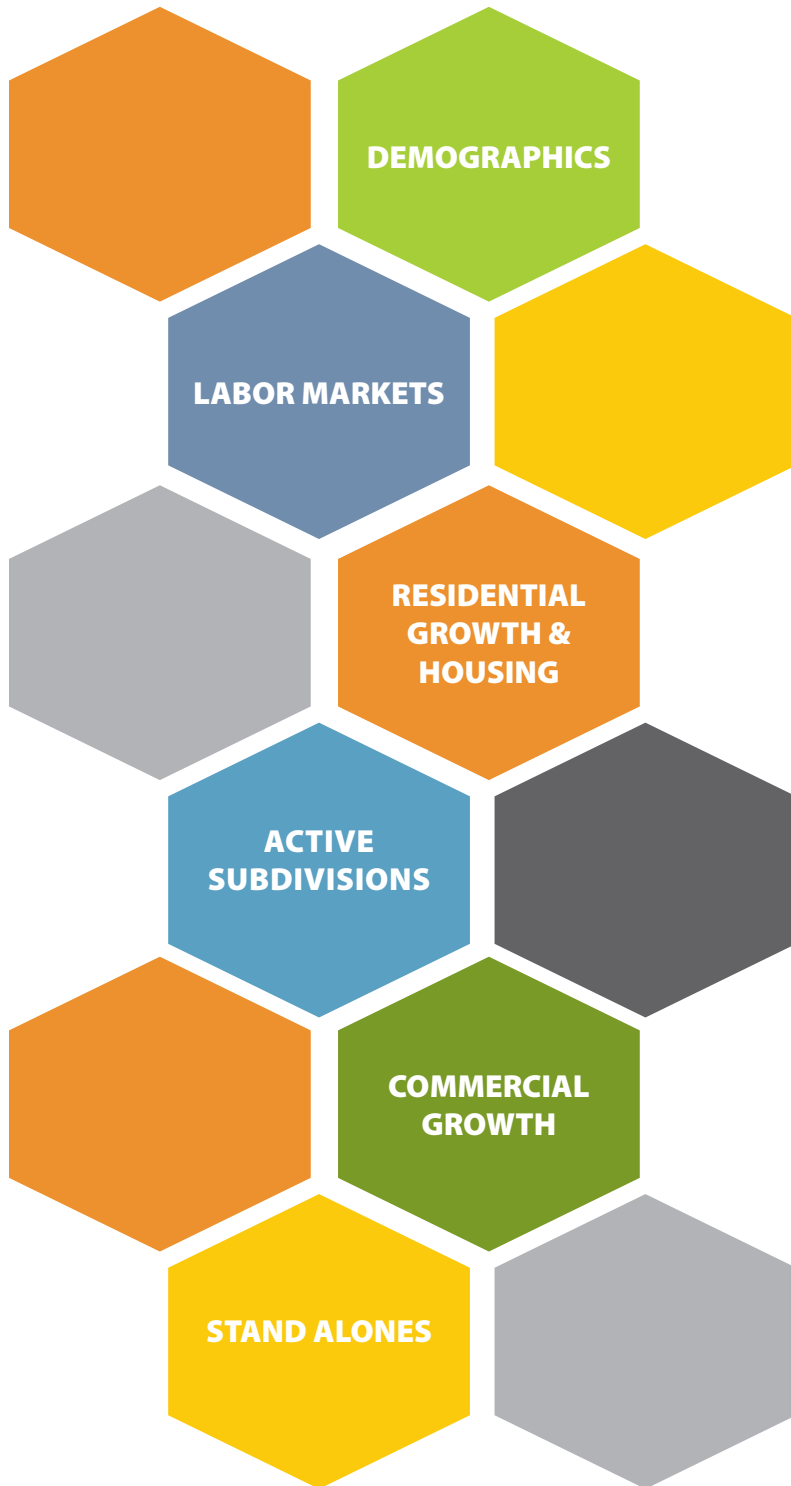 DEMOGRAPHICS
LABOR MARKETS
RESIDENTIAL
GROWTH &
HOUSING
ACTIVE
SUBDIVISIONS
COMMERCIAL
GROWTH
STAND ALONES